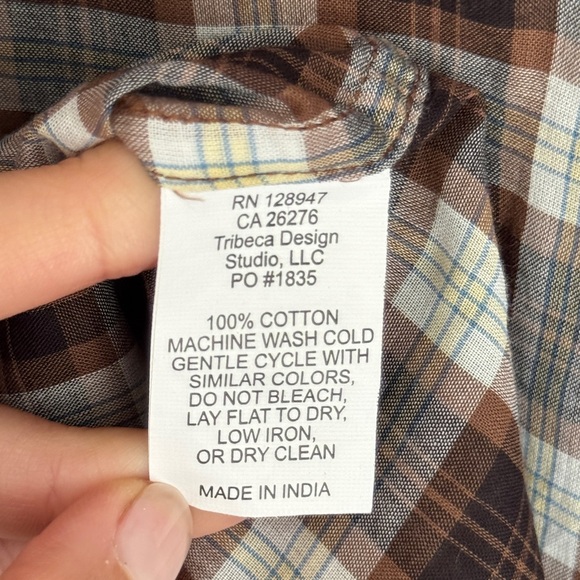 RN 128947
CA 26276
Tribeca Design
Studio, LLC
PO #1835
100% COTTON
MACHINE WASH COLD
GENTLE CYCLE WITH
SIMILAR COLORS,
DO NOT BLEACH,
LAY FLAT TO DRY,
LOW IRON,
OR DRY CLEAN
MADE IN INDIA